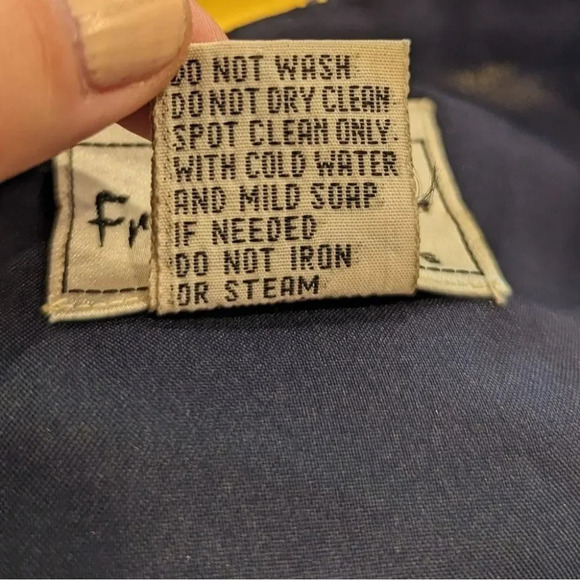 DO NOT WASH
DO NOT DRY CLEAN
SPOT CLEAN ONLY
WITH COLD WATER
AND MILD SOAP
IF NEEDED
DO NOT IRON
OR STEAM